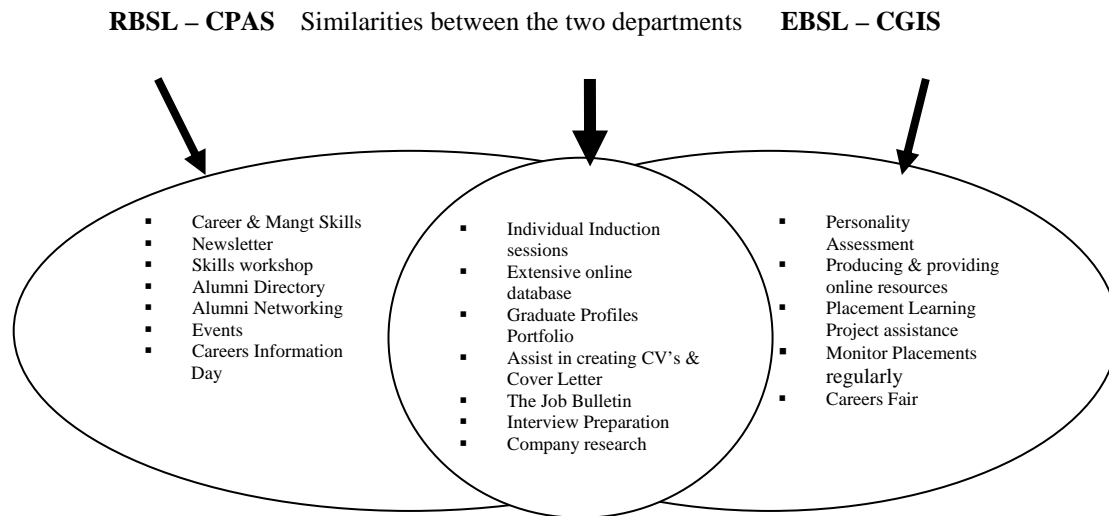 RBSL – CPAS Similarities between the two departments EBSL – CGIS
▪ Career & Mangt Skills
▪ Newsletter
▪ Skills workshop
▪ Alumni Directory
▪ Alumni Networking
▪ Events
▪ Careers Information
Day
▪ Individual Induction
sessions
▪ Extensive online
database
▪ Graduate Profiles
Portfolio
▪ Assist in creating CV's &
Cover Letter
▪ The Job Bulletin
▪ Interview Preparation
▪ Company research
▪ Personality
Assessment
▪ Producing & providing
online resources
▪ Placement Learning
Project assistance
▪ Monitor Placements
regularly
▪ Careers Fair